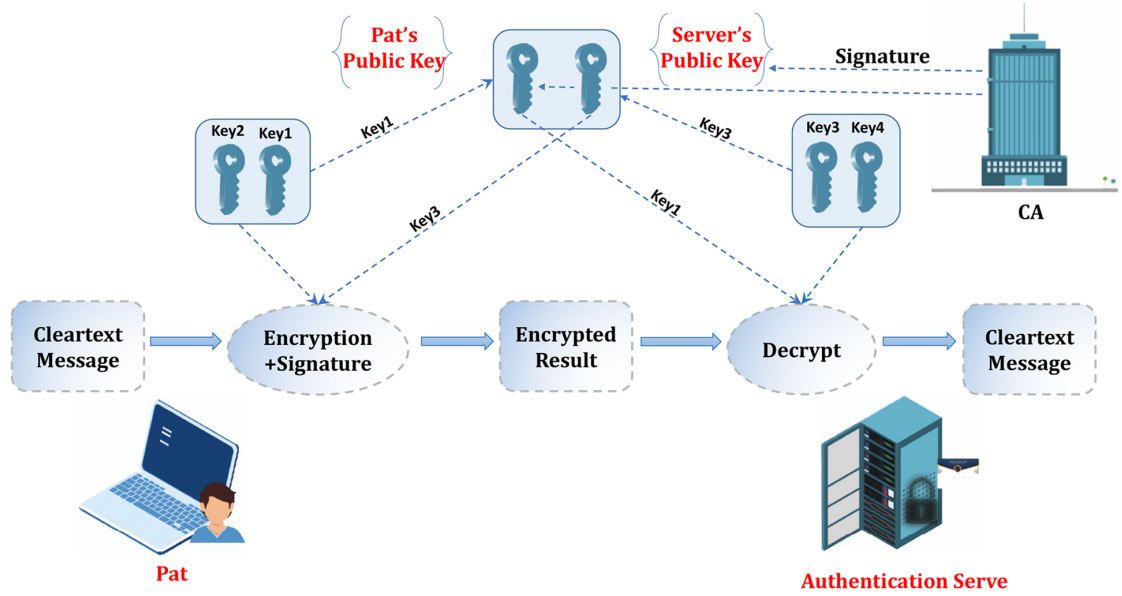 Pat's
Public Key
Server's
Public Key
Signature
Key2
Key1
Key1
Key3
Key3
Key4
Key3
Key1
CA
Cleartext
Message
Encryption
+Signature
Encrypted
Result
Decrypt
Cleartext
Message
Pat
Authentication Serve